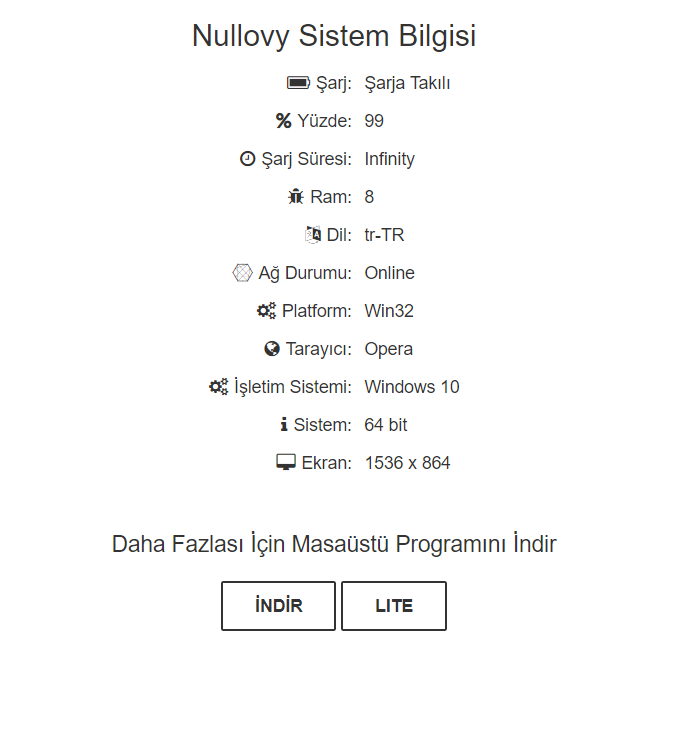 Nullovy Sistem Bilgisi
Şarj: Şarja Takılı
Yüzde: 99
Şarj Süresi: Infinity
Ram: 8
Dil: tr-TR
Ağ Durumu: Online
Platform: Win32
Tarayıcı: Opera
İşletim Sistemi: Windows 10
Sistem: 64 bit
Ekran: 1536 x 864
Daha Fazlası İçin Masaüstü Programını İndir
İNDİR LITE